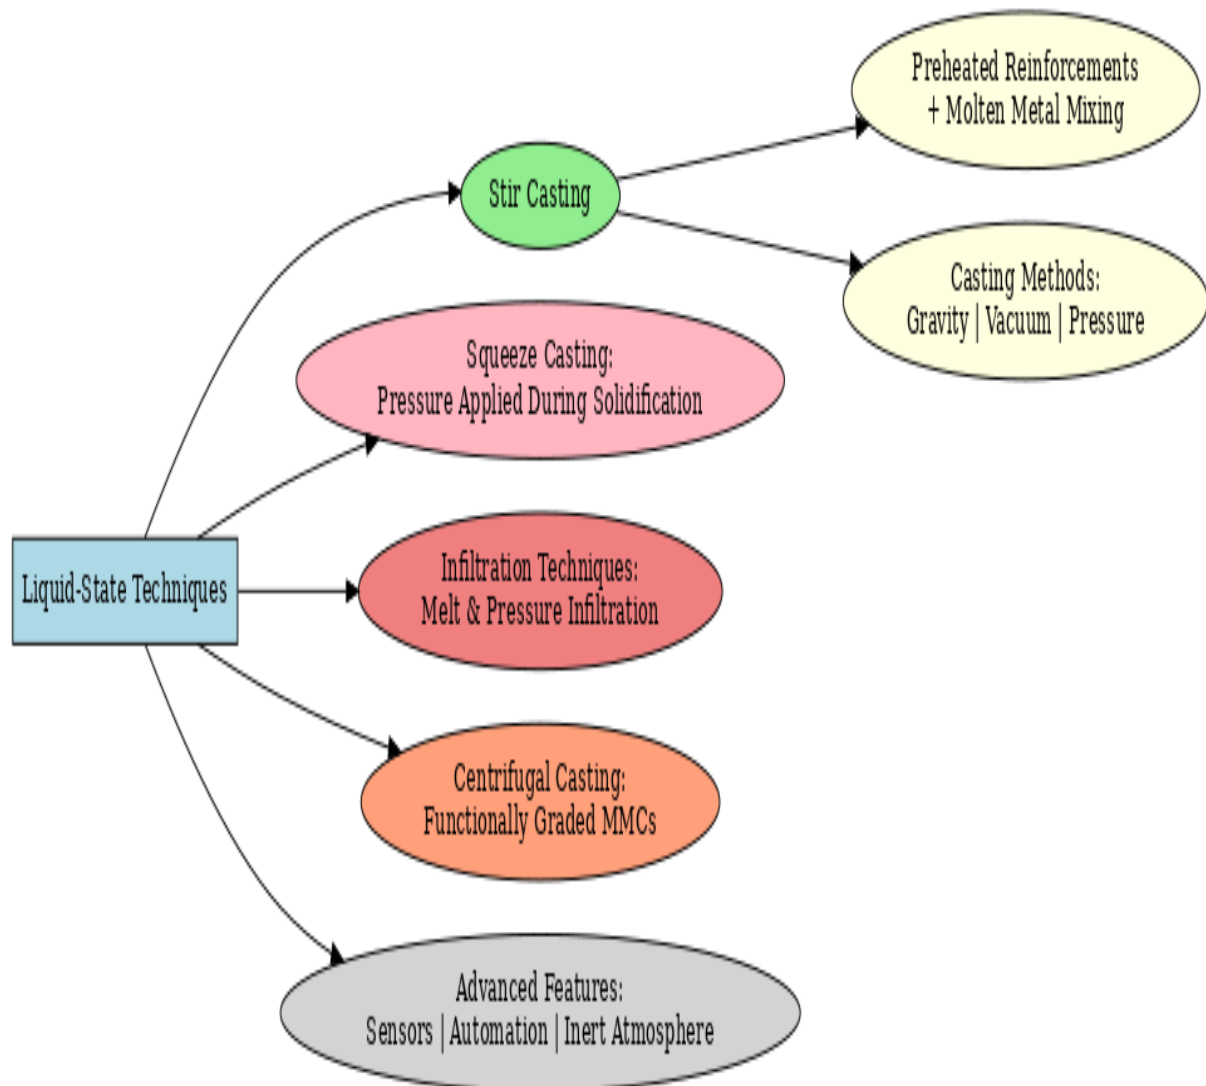 Preheated Reinforcements
+ Molten Metal Mixing
Stir Casting
Casting Methods:
Gravity | Vacuum | Pressure
Squeeze Casting:
Pressure Applied During Solidification
Liquid-State Techniques
Infiltration Techniques:
Melt & Pressure Infiltration
Centrifugal Casting:
Functionally Graded MMCs
Advanced Features:
Sensors | Automation | Inert Atmosphere